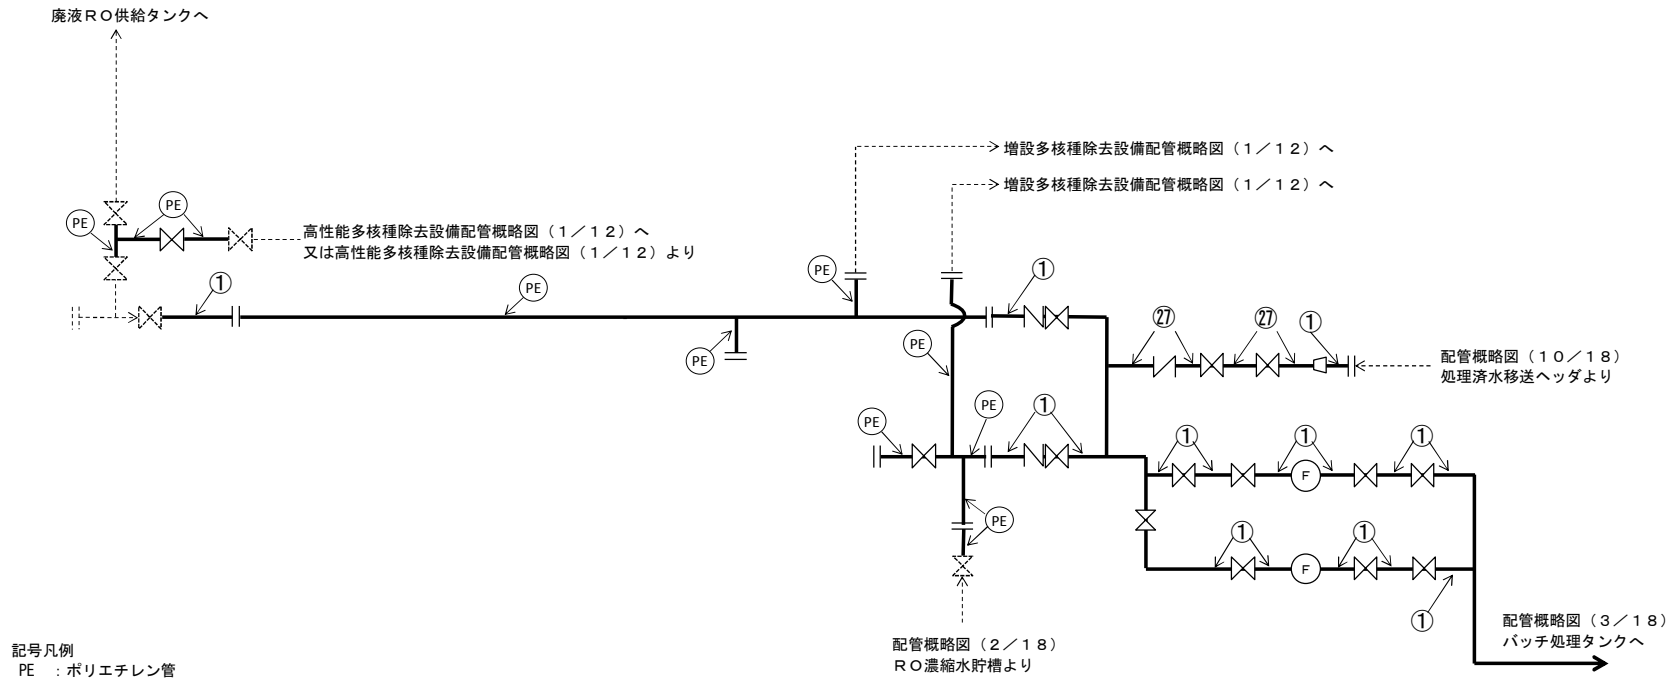 廃液RO供給タンクへ
増設多核種除去設備配管概略図(1/12)へ
増設多核種除去設備配管概略図(1/12)へ
PE
PE
高性能多核種除去設備配管概略図(1/12)へ
又は高性能多核種除去設備配管概略図(1/12)より
①
PE
PE
①
PE
PE
㉗
㉗
①
配管概略図(10/18)
処理済水移送ヘッダより
PE
PE
①
①
①
①
F
PE
①
①
F
①
配管概略図(3/18)
バッチ処理タンクへ
配管概略図(2/18)
RO濃縮水貯槽より
記号凡例
PE :ポリエチレン管